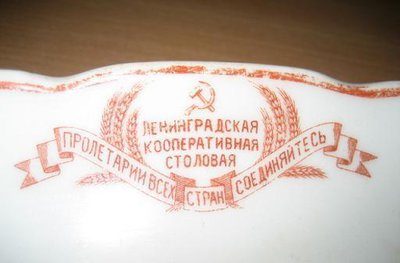 ЛЕНИНГРАДСКАЯ
КООПЕРАТИВНАЯ
СТОЛОВАЯ
ПРОЛЕТАРИИ ВСЕХ СТРАН СОЕДИНЯЙТЕСЬ